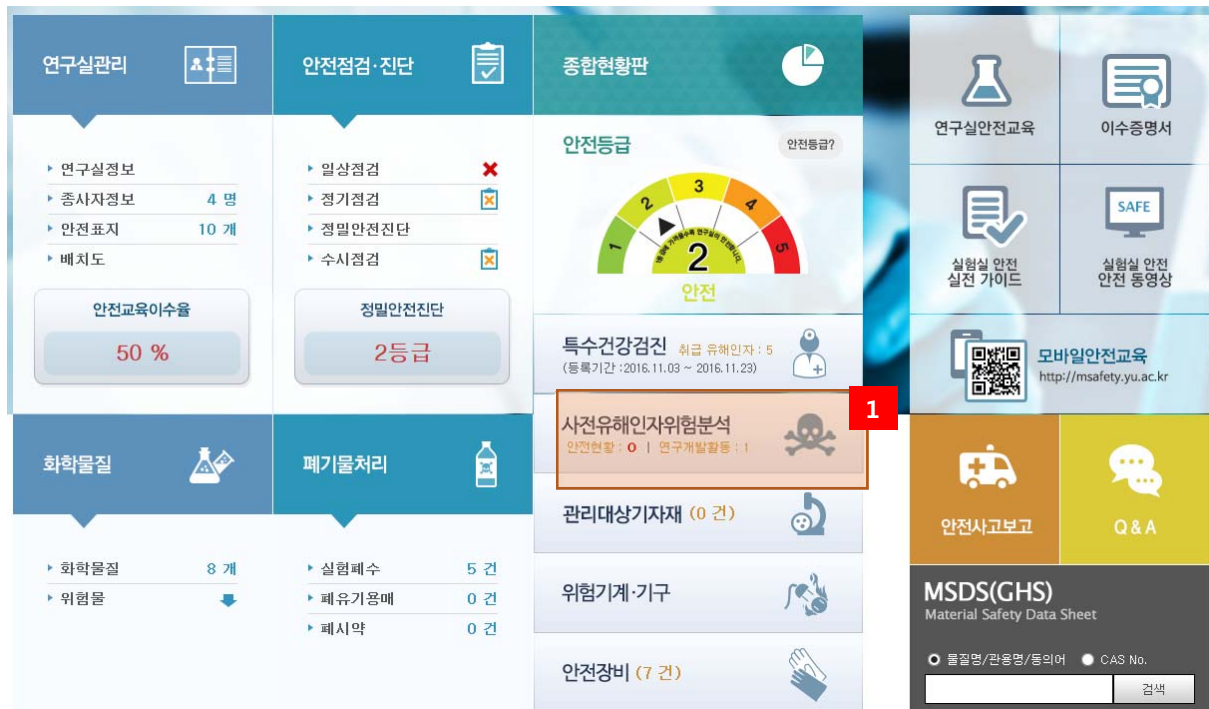 연구실관리
연구실정보
종사자정보 4 명
안전표지 10 개
배치도
안전교육이수율
50 %
안전점검·진단
일상점검
정기점검
정밀안전진단
수시점검
정밀안전진단
2등급
종합현황판
안전등급
안전등급?
1 2 3 4 5
2
안전
특수건강검진 취급 유해인자 : 5
(등록기간 :2016.11.03 ~ 2016.11.23)
사전유해인자위험분석
안전현황 : 0 | 연구개발활동 : 1
1
관리대상기자재 (0 건)
위험기계·기구
안전장비 (7 건)
화학물질
화학물질 8 개
위험물
폐기물처리
실험폐수 5 건
폐유기용매 0 건
폐시약 0 건
연구실안전교육
이수증명서
실험실 안전
실전 가이드
SAFE
실험실 안전
안전 동영상
모바일안전교육
http://msafety.yu.ac.kr
안전사고보고
Q & A
MSDS(GHS)
Material Safety Data Sheet
물질명/관용명/동의어 CAS No.
검색